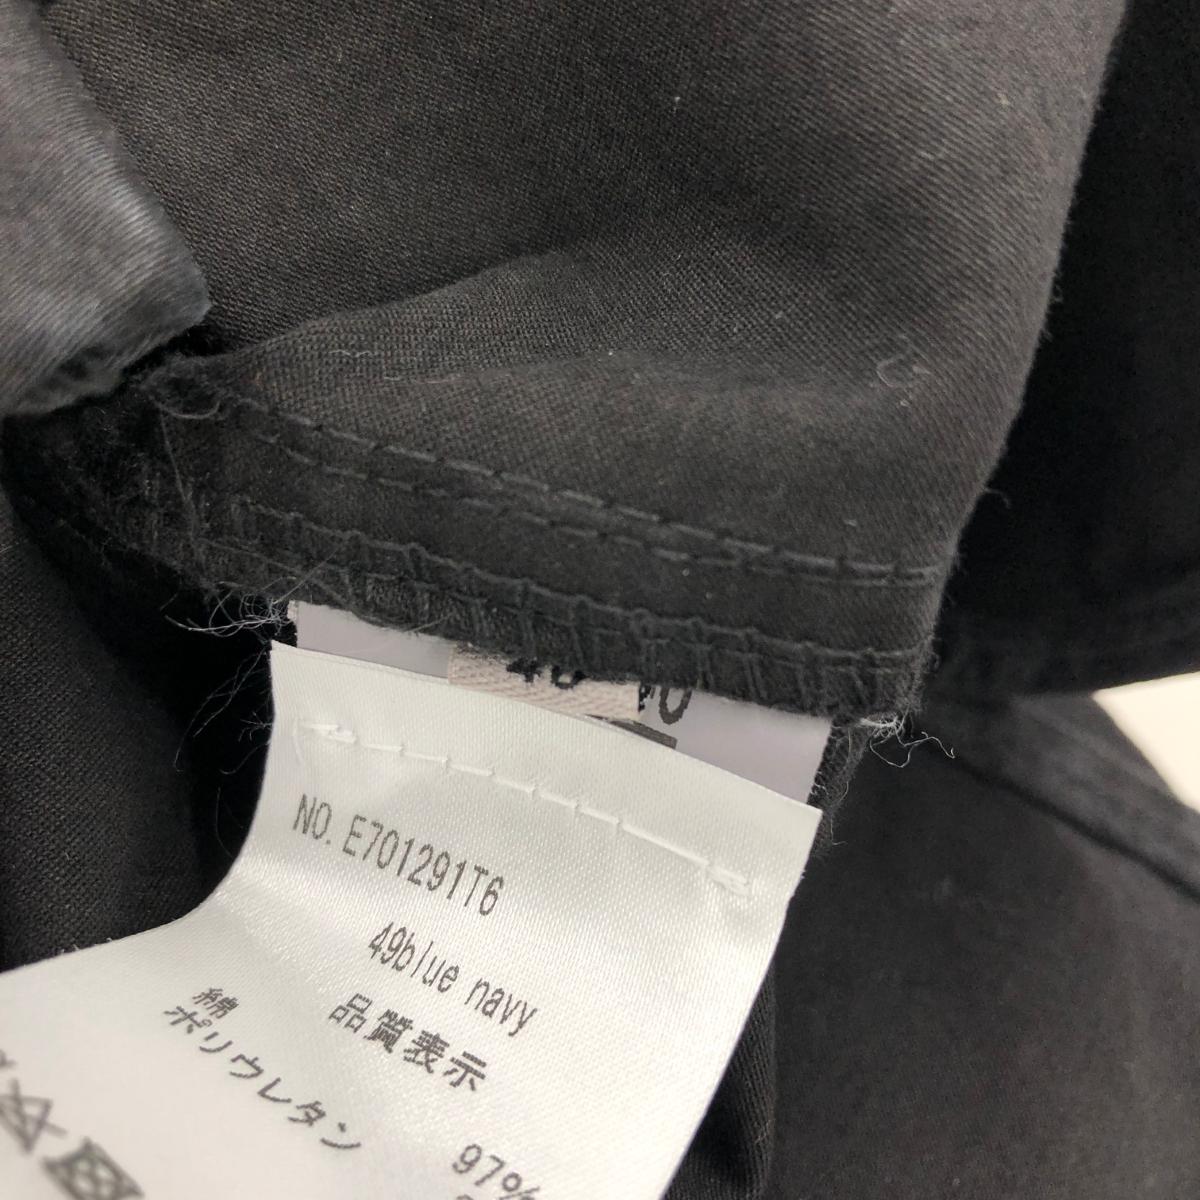 NO. E701291T6
49blue navy
品質表示
綿 97%
ポリウレタン